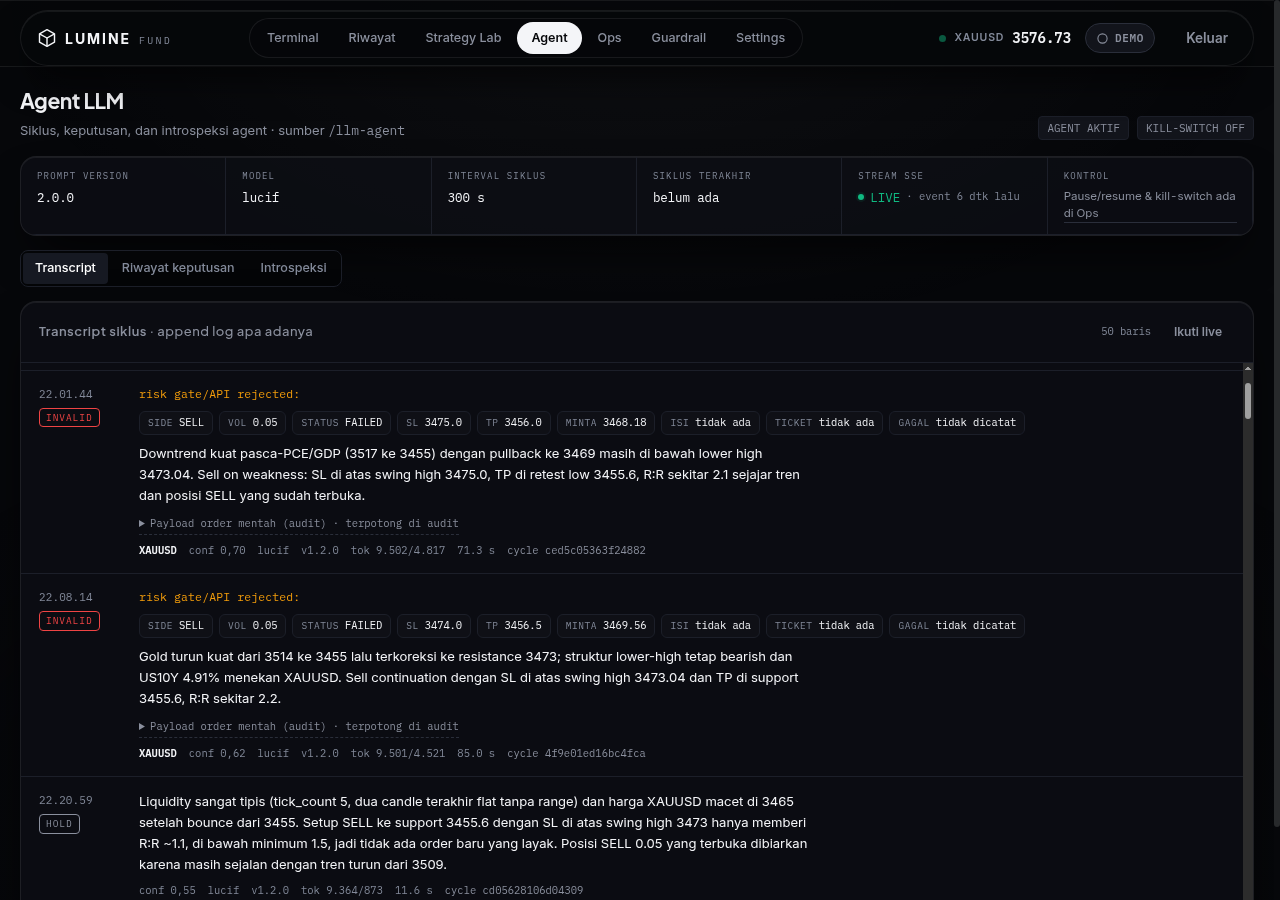 LUMINE FUND
Terminal Riwayat Strategy Lab Agent Ops Guardrail Settings
XAUUSD 3576.73 DEMO Keluar
Agent LLM
Siklus, keputusan, dan introspeksi agent · sumber /llm-agent
AGENT AKTIF KILL-SWITCH OFF
PROMPT VERSION
2.0.0
MODEL
lucif
INTERVAL SIKLUS
300 s
SIKLUS TERAKHIR
belum ada
STREAM SSE
LIVE · event 6 dtk lalu
KONTROL
Pause/resume & kill-switch ada
di Ops
Transcript Riwayat keputusan Introspeksi
Transcript siklus · append log apa adanya
50 baris Ikuti live
22.01.44
INVALID
risk gate/API rejected:
SIDE SELL VOL 0.05 STATUS FAILED SL 3475.0 TP 3456.0 MINTA 3468.18 ISI tidak ada TICKET tidak ada GAGAL tidak dicatat
Downtrend kuat pasca-PCE/GDP (3517 ke 3455) dengan pullback ke 3469 masih di bawah lower high
3473.04. Sell on weakness: SL di atas swing high 3475.0, TP di retest low 3455.6, R:R sekitar 2.1 sejajar tren
dan posisi SELL yang sudah terbuka.
▶ Payload order mentah (audit) · terpotong di audit
XAUUSD conf 0,70 lucif v1.2.0 tok 9.502/4.817 71.3 s cycle ced5c05363f24882
22.08.14
INVALID
risk gate/API rejected:
SIDE SELL VOL 0.05 STATUS FAILED SL 3474.0 TP 3456.5 MINTA 3469.56 ISI tidak ada TICKET tidak ada GAGAL tidak dicatat
Gold turun kuat dari 3514 ke 3455 lalu terkoreksi ke resistance 3473; struktur lower-high tetap bearish dan
US10Y 4.91% menekan XAUUSD. Sell continuation dengan SL di atas swing high 3473.04 dan TP di support
3455.6, R:R sekitar 2.2.
▶ Payload order mentah (audit) · terpotong di audit
XAUUSD conf 0,62 lucif v1.2.0 tok 9.501/4.521 85.0 s cycle 4f9e01ed16bc4fca
22.20.59
HOLD
Liquidity sangat tipis (tick_count 5, dua candle terakhir flat tanpa range) dan harga XAUUSD macet di 3465
setelah bounce dari 3455. Setup SELL ke support 3455.6 dengan SL di atas swing high 3473 hanya memberi
R:R ~1.1, di bawah minimum 1.5, jadi tidak ada order baru yang layak. Posisi SELL 0.05 yang terbuka dibiarkan
karena masih sejalan dengan tren turun dari 3509.
conf 0,55 lucif v1.2.0 tok 9.364/873 11.6 s cycle cd05628106d04309